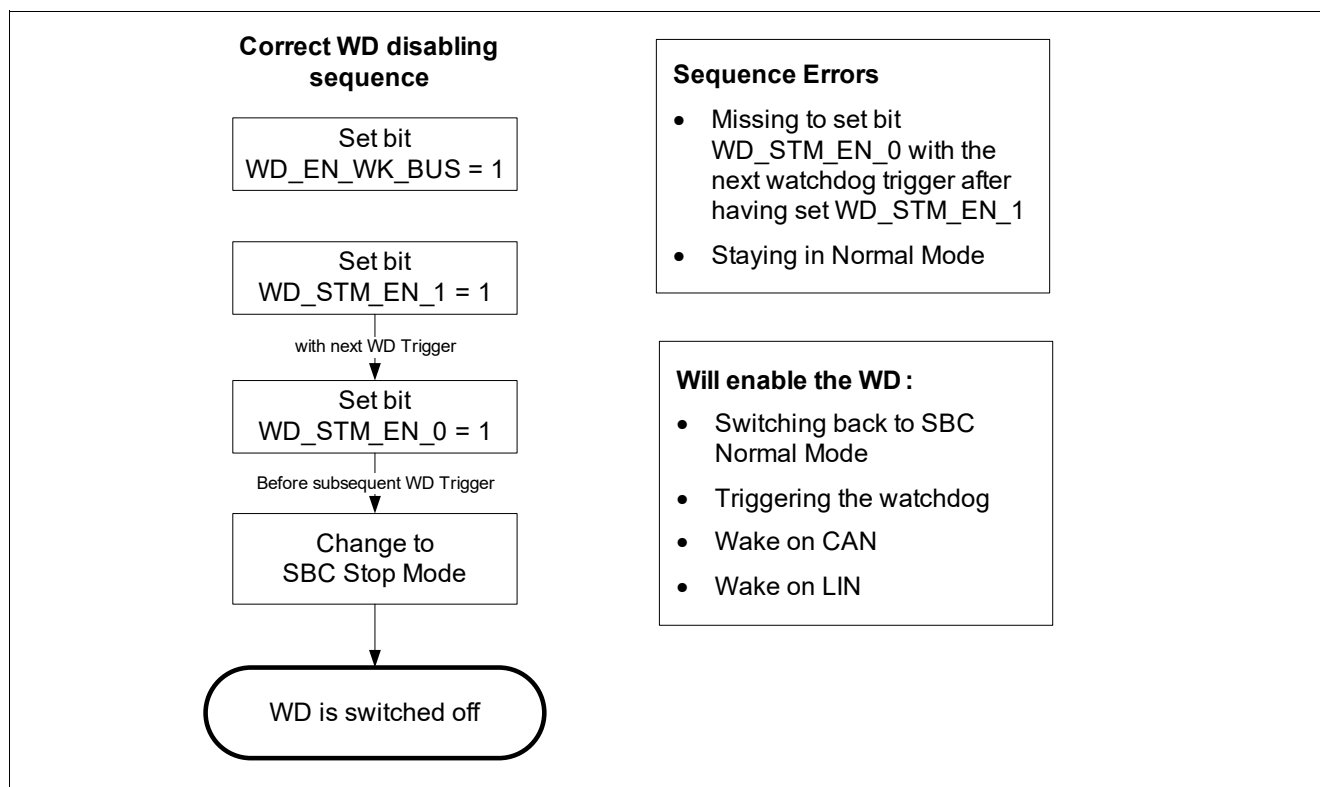 Correct WD disabling
sequence
Set bit
WD_EN_WK_BUS = 1
Set bit
WD_STM_EN_1 = 1
with next WD Trigger
Set bit
WD_STM_EN_0 = 1
Before subsequent WD Trigger
Change to
SBC Stop Mode
WD is switched off
Sequence Errors
• Missing to set bit
WD_STM_EN_0 with the
next watchdog trigger after
having set WD_STM_EN_1
• Staying in Normal Mode
Will enable the WD :
• Switching back to SBC
Normal Mode
• Triggering the watchdog
• Wake on CAN
• Wake on LIN